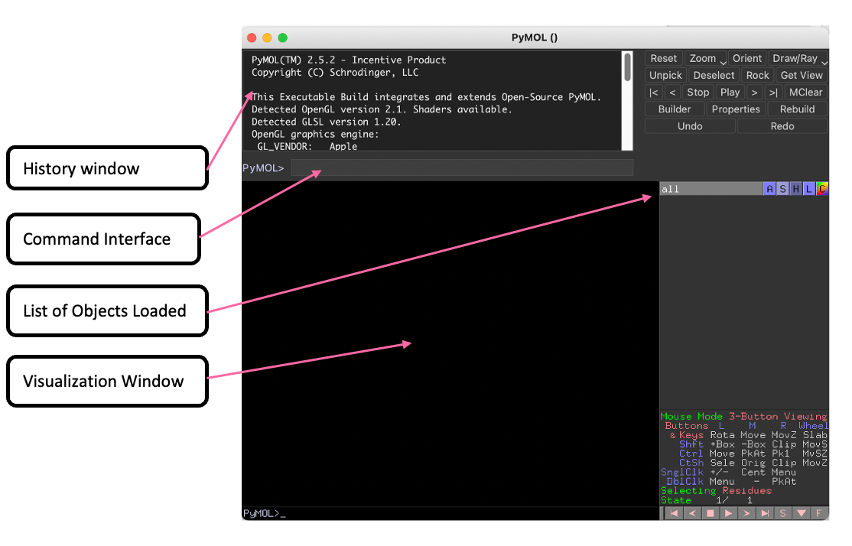 PyMOL ()
PyMOL(TM) 2.5.2 - Incentive Product
Copyright (C) Schrodinger, LLC
This Executable Build integrates and extends Open-Source PyMOL.
Detected OpenGL version 2.1. Shaders available.
Detected GLSL version 1.20.
OpenGL graphics engine:
GL_VENDOR: Apple
Reset Zoom Orient Draw/Ray
Unpick Deselect Rock Get View
|< < Stop Play > >| MClear
Builder Properties Rebuild
Undo Redo
History window
PyMOL>
all A S H L C
Command Interface
List of Objects Loaded
Visualization Window
Mouse Mode 3-Button Viewing
Buttons L M R Wheel
& Keys Rota Move MovZ Slab
Shft +Box -Box Clip MovS
Ctrl Move PkAt Pk1 MvSZ
CtSh Sele Orig Clip MovZ
SnglClk +/- Cent Menu
DblClk Menu - PkAt
Selecting Residues
State 1/ 1
PyMOL>_
S F